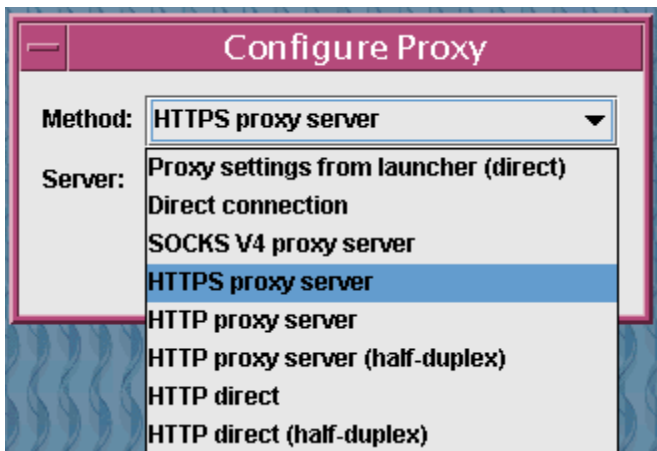 Configure Proxy
Method: HTTPS proxy server
Server:
Proxy settings from launcher (direct)
Direct connection
SOCKS V4 proxy server
HTTPS proxy server
HTTP proxy server
HTTP proxy server (half-duplex)
HTTP direct
HTTP direct (half-duplex)